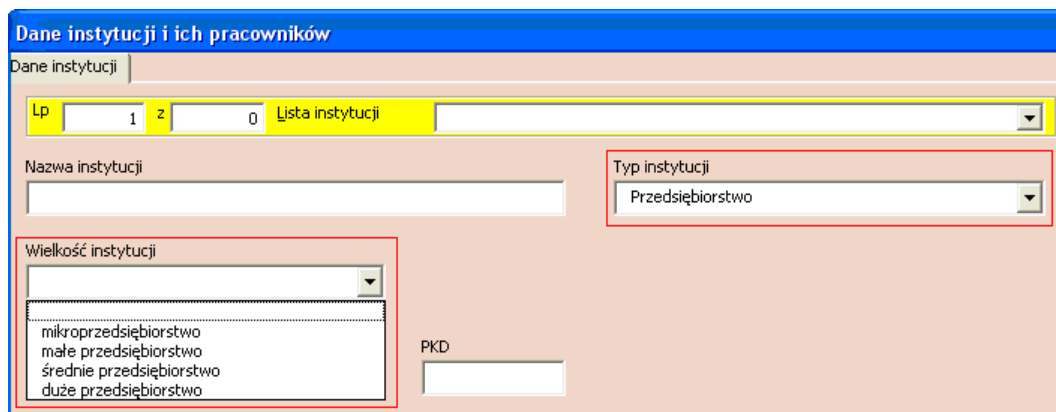 Dane instytucji i ich pracowników
Dane instytucji
Lp 1 z 0 Lista instytucji
Nazwa instytucji Typ instytucji
Przedsiębiorstwo
Wielkość instytucji
mikroprzedsiębiorstwo
małe przedsiębiorstwo PKD
średnie przedsiębiorstwo
duże przedsiębiorstwo